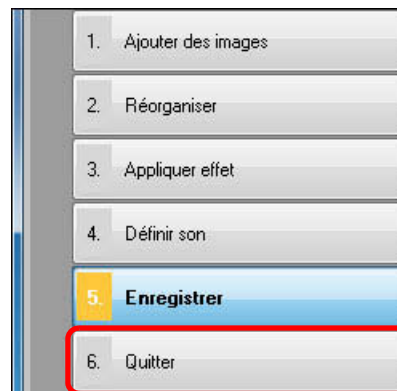 1. Ajouter des images
2. Réorganiser
3. Appliquer effet
4. Définir son
5. Enregistrer
6. Quitter